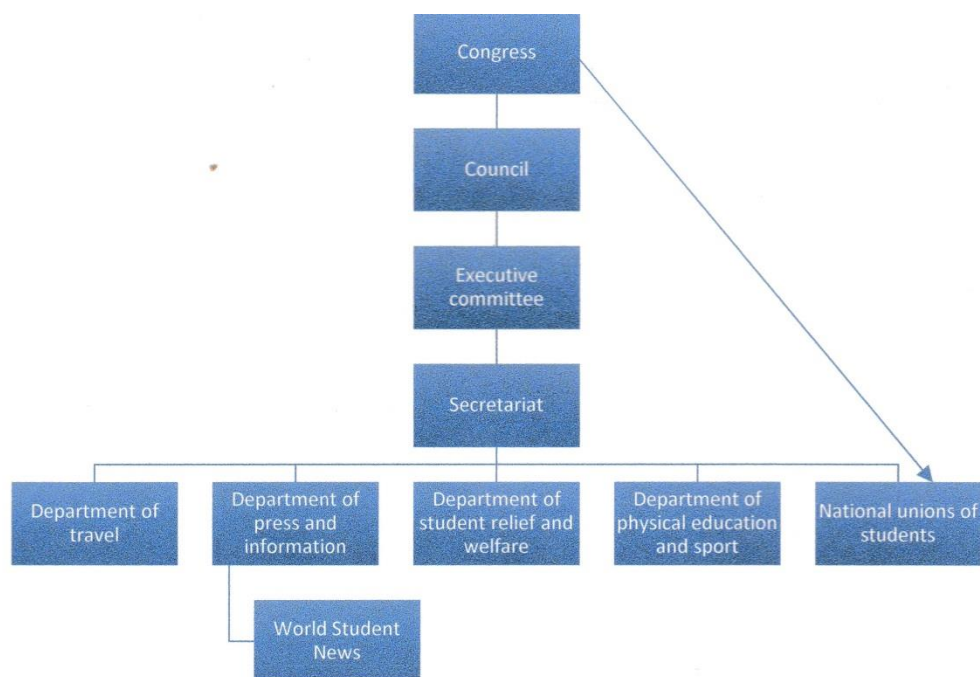 Congress
Council
Executive
committee
Secretariat
Department of
travel
Department of
press and
information
Department of
student relief and
welfare
Department of
physical education
and sport
National unions of
students
World Student
News